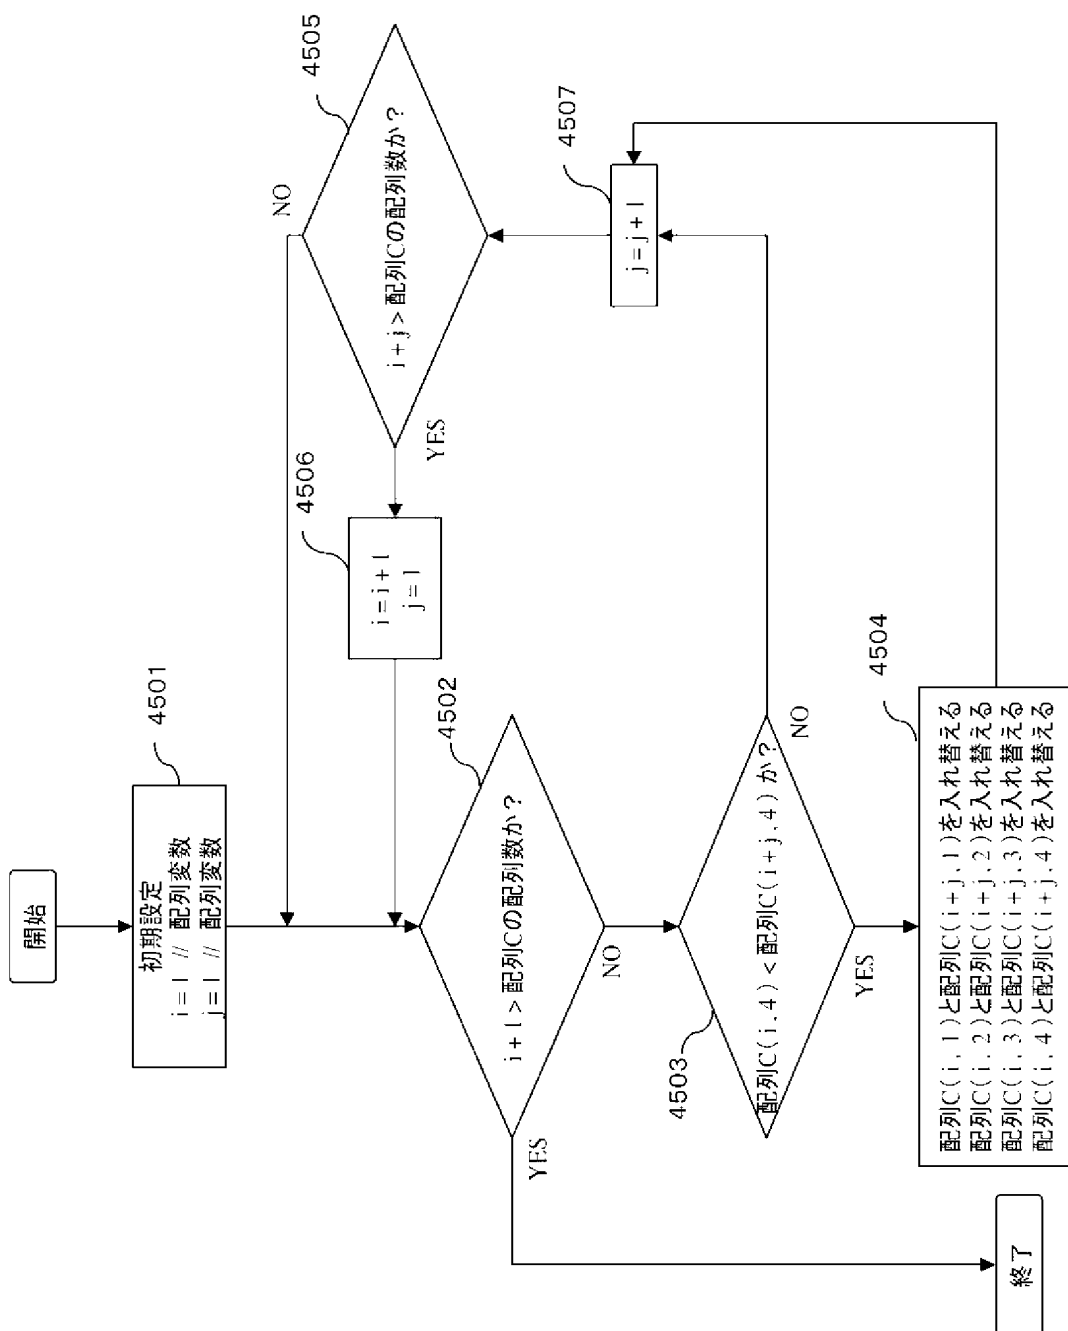 開始
初期設定
i = 1 // 配列変数
j = 1 // 配列変数
4501
i + 1 > 配列Cの配列数か？
4502
YES
NO
配列C( i , 4 ) < 配列C( i + j , 4 ) か？
4503
YES
NO
配列C( i , 1 )と配列C( i + j , 1 )を入れ替える
配列C( i , 2 )と配列C( i + j , 2 )を入れ替える
配列C( i , 3 )と配列C( i + j , 3 )を入れ替える
配列C( i , 4 )と配列C( i + j , 4 )を入れ替える
4504
i + j > 配列Cの配列数か？
4505
NO
YES
i = i + 1
j = 1
4506
j = j + 1
4507
終了